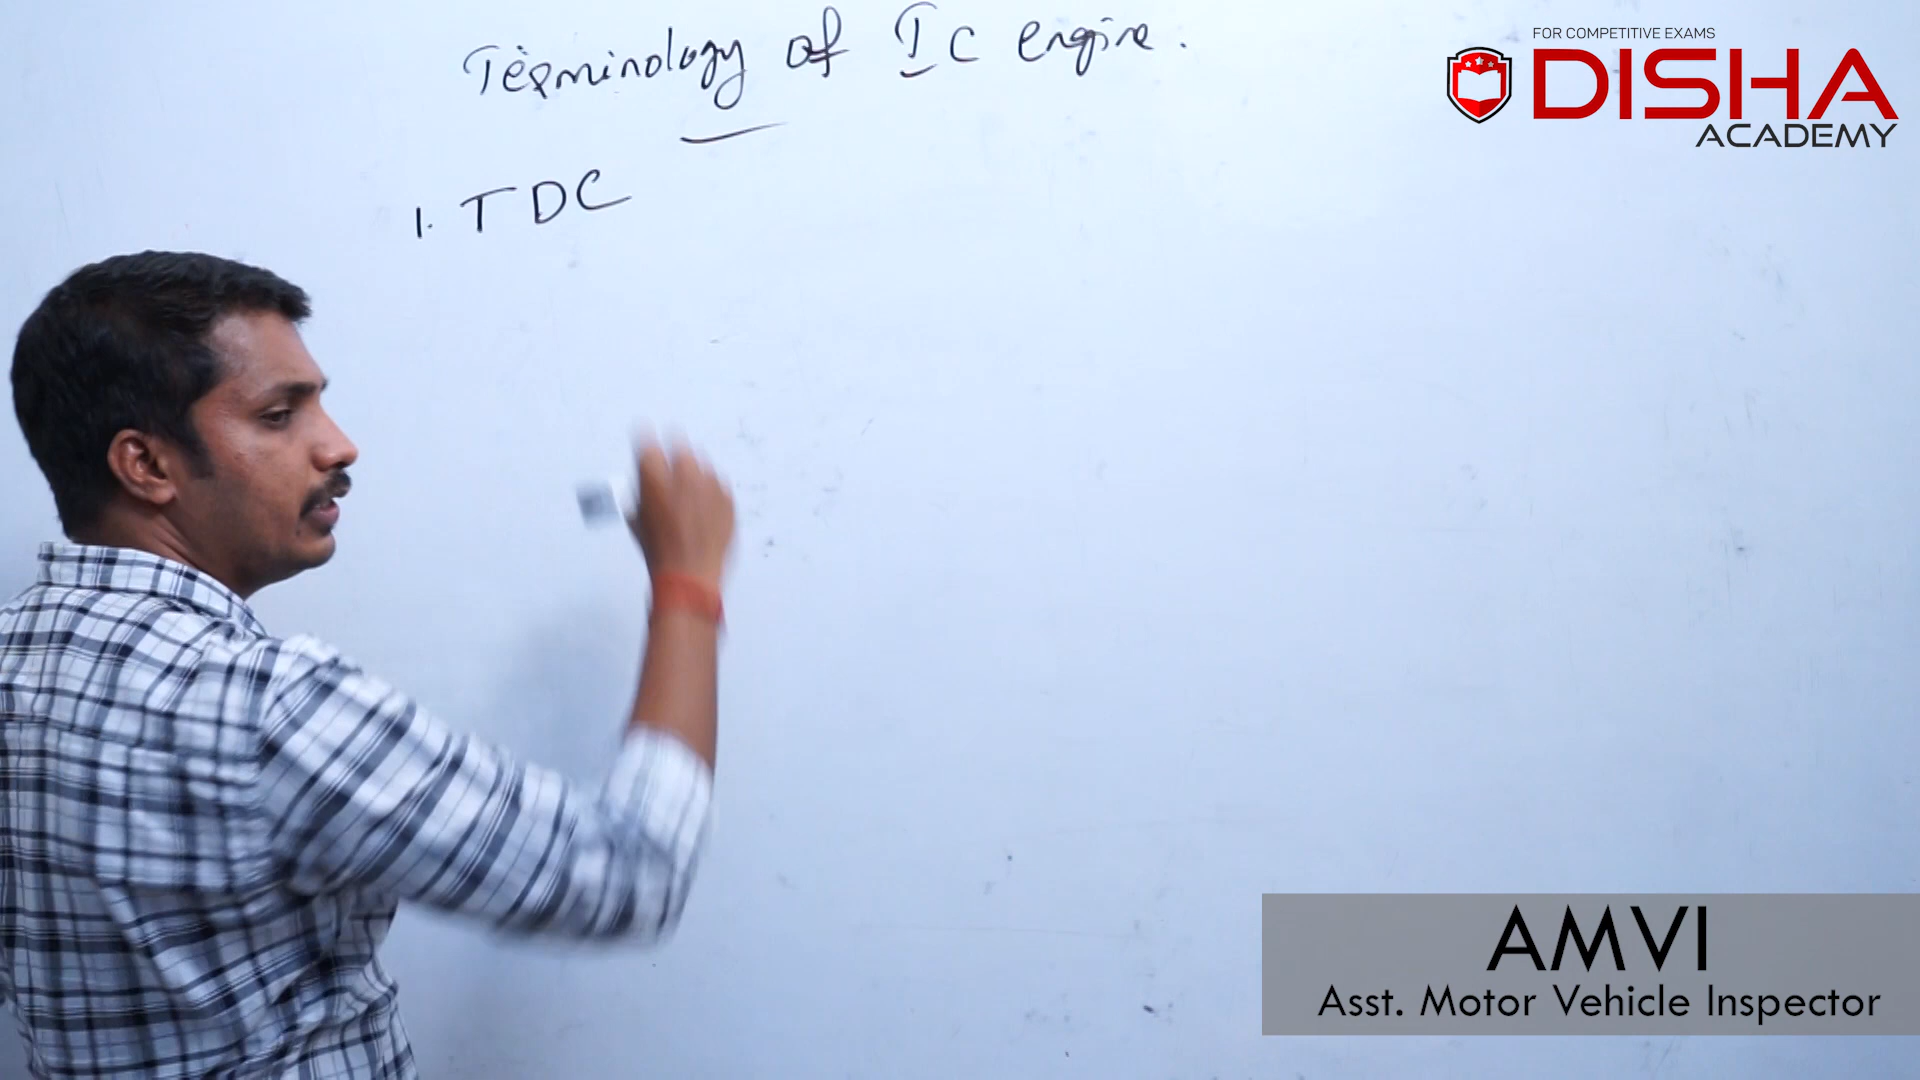 Terminology of IC engine.
1. TDC
FOR COMPETITIVE EXAMS
DISHA
ACADEMY
AMVI
Asst. Motor Vehicle Inspector